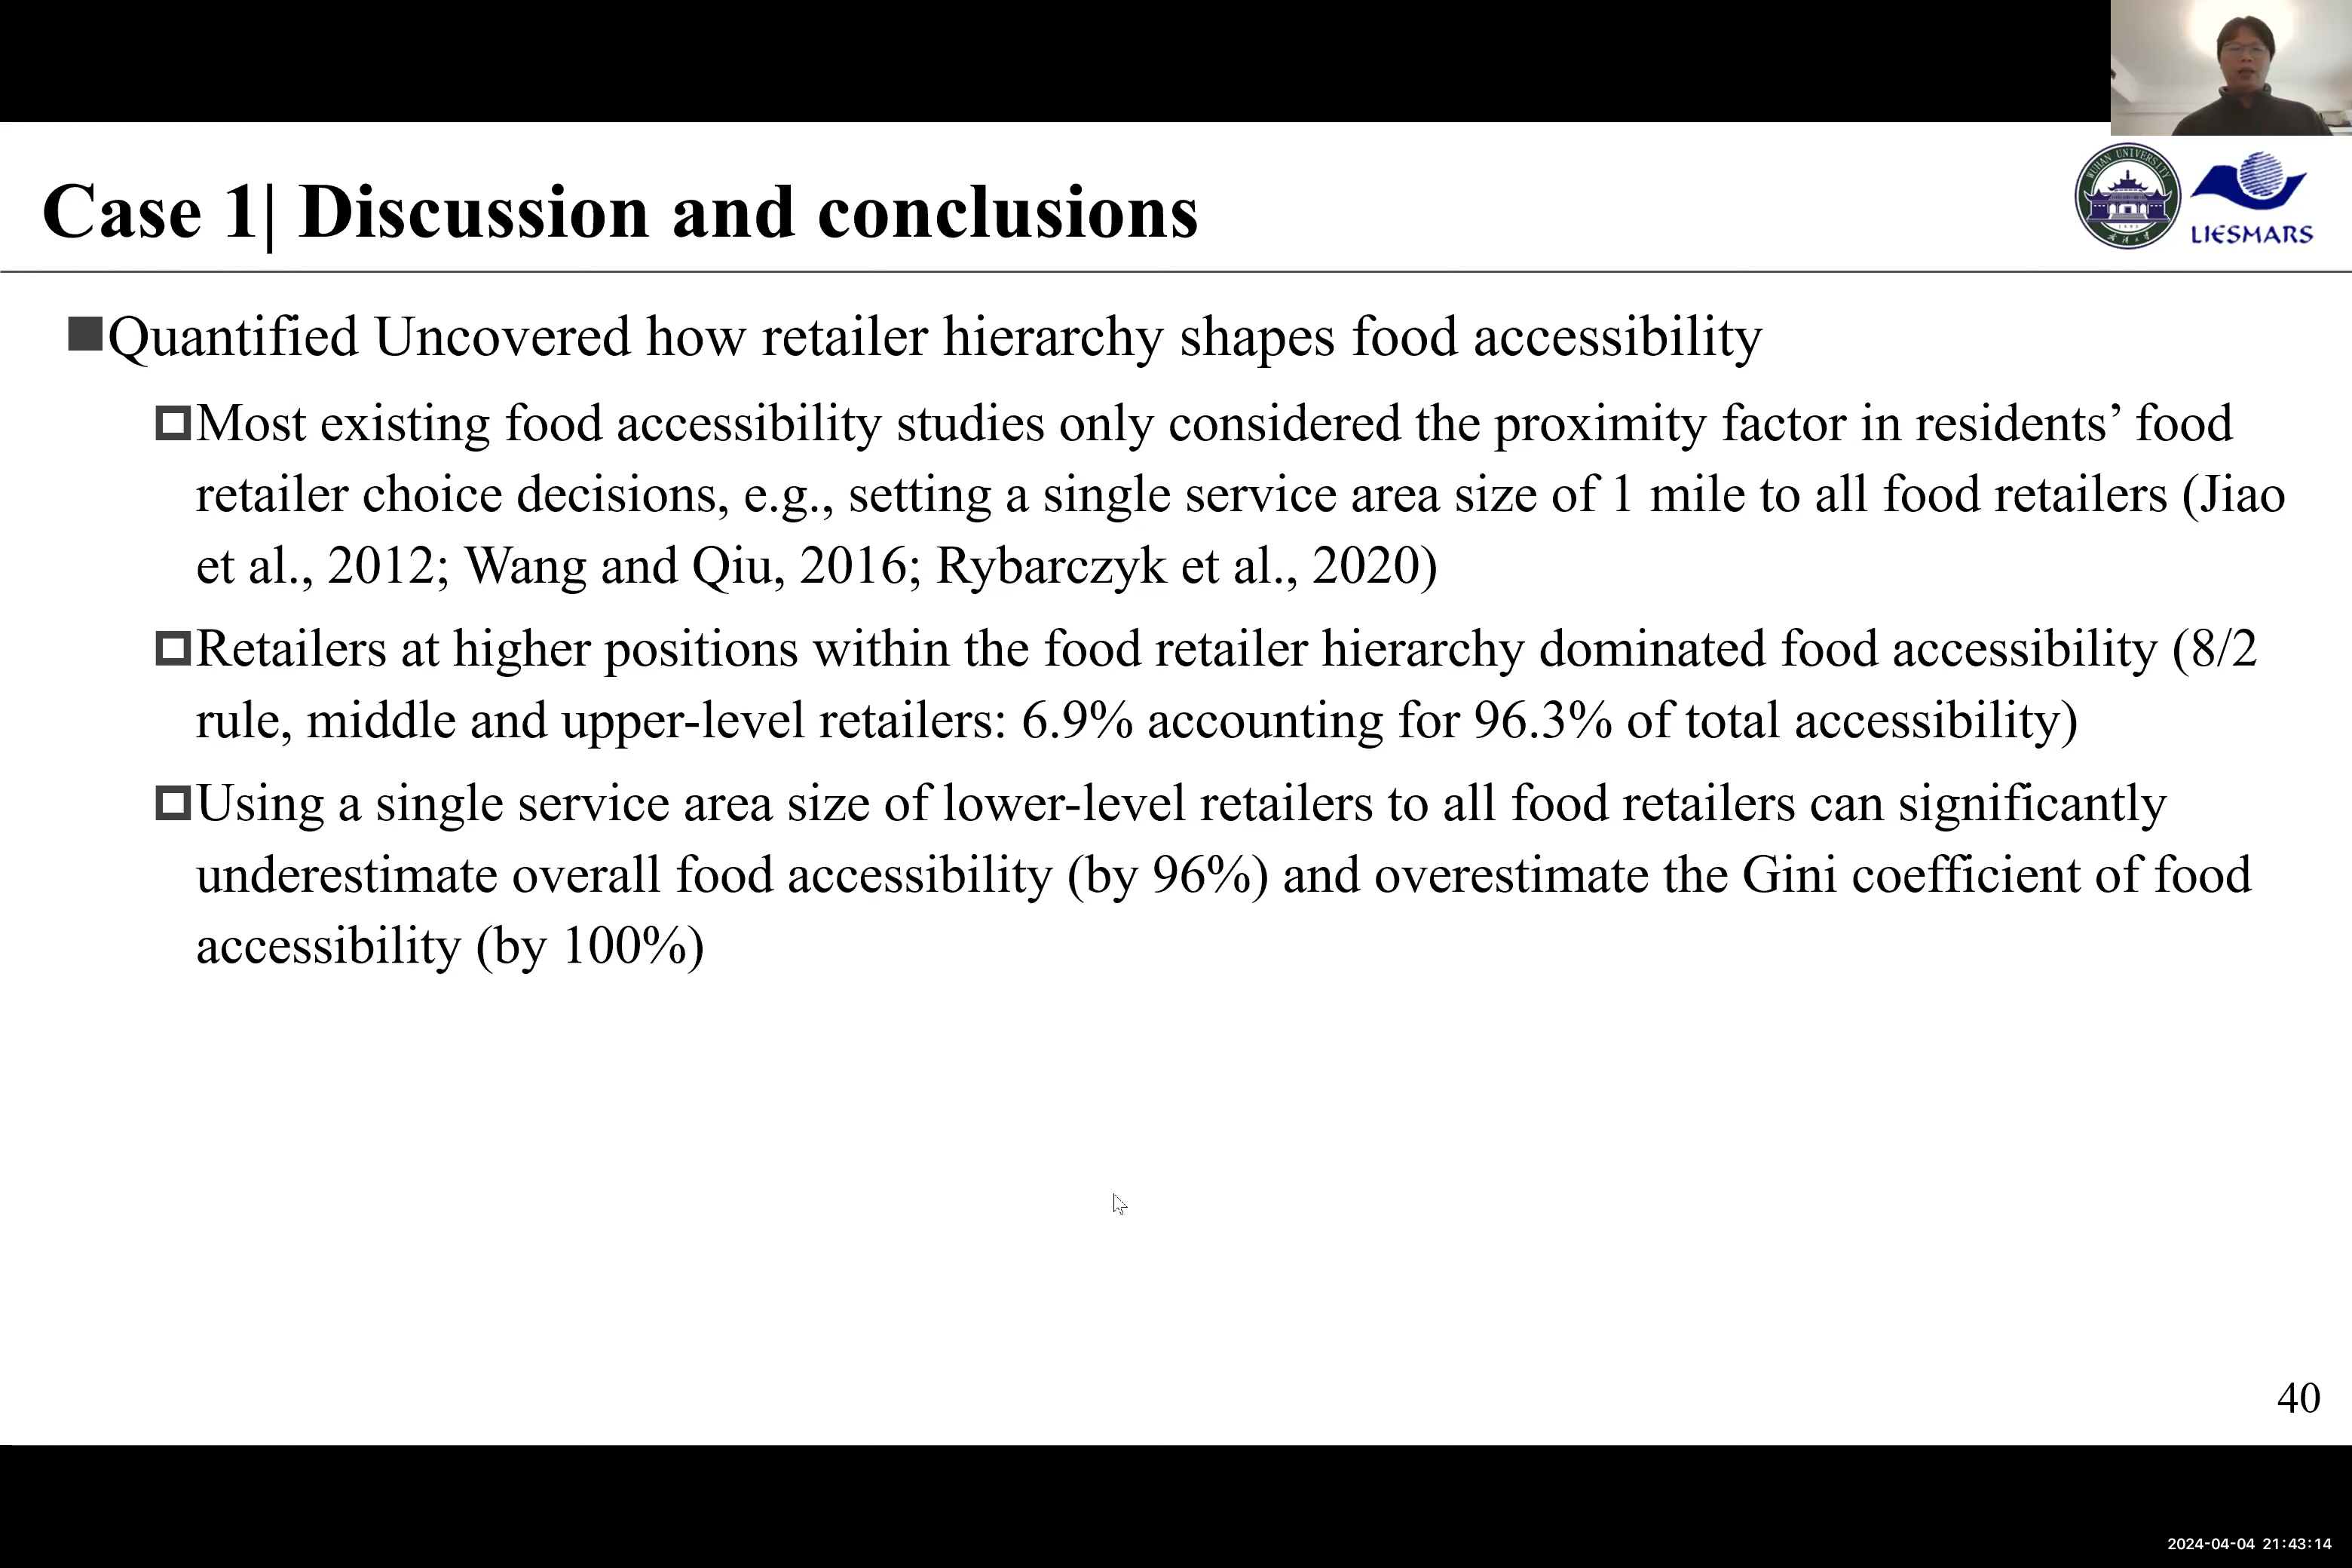 Case 1| Discussion and conclusions
WUHAN UNIVERSITY
1893
LIESMARS
Quantified Uncovered how retailer hierarchy shapes food accessibility
Most existing food accessibility studies only considered the proximity factor in residents’ food
retailer choice decisions, e.g., setting a single service area size of 1 mile to all food retailers (Jiao
et al., 2012; Wang and Qiu, 2016; Rybarczyk et al., 2020)
Retailers at higher positions within the food retailer hierarchy dominated food accessibility (8/2
rule, middle and upper-level retailers: 6.9% accounting for 96.3% of total accessibility)
Using a single service area size of lower-level retailers to all food retailers can significantly
underestimate overall food accessibility (by 96%) and overestimate the Gini coefficient of food
accessibility (by 100%)
40
2024-04-04 21:43:14